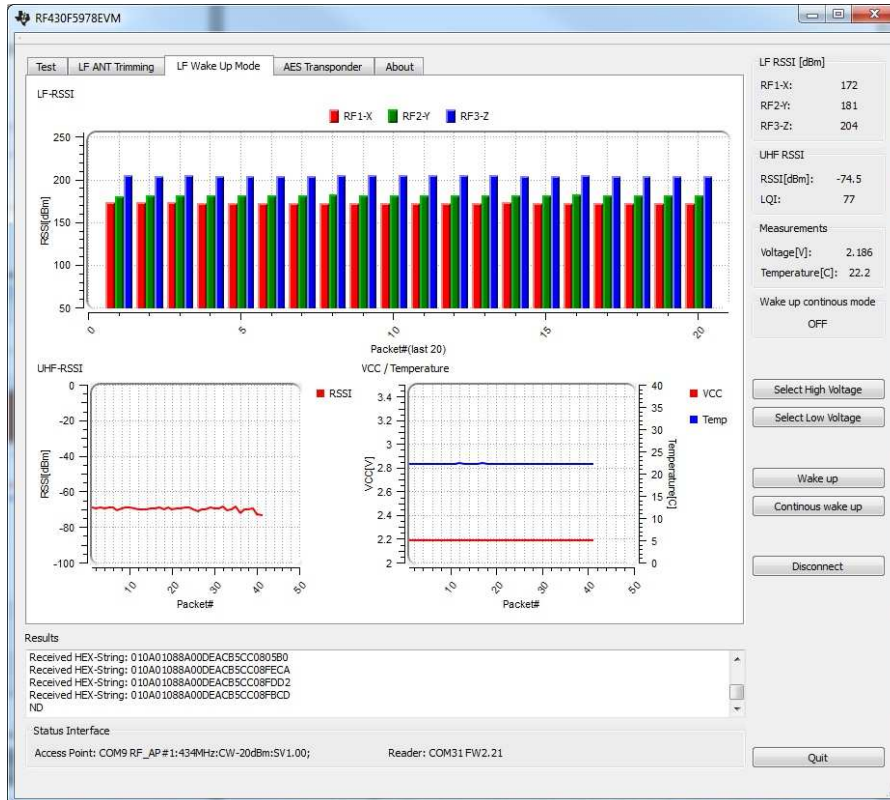 RF430F5978EVM
Test LF ANT Trimming LF Wake Up Mode AES Transponder About
LF-RSSI
RF1-X RF2-Y RF3-Z
250
200
150
100
50
RSSI[dBm]
0 5 10 15 20
Packet#(last 20)
UHF-RSSI
0
-20
-40
-60
-80
-100
RSSI[dBm]
10 20 30 40 50
Packet#
RSSI
VCC / Temperature
3.4
3.2
3
2.8
2.6
2.4
2.2
2
VCC[V]
40
35
30
25
20
15
10
5
0
Temperature[C]
10 20 30 40 50
Packet#
VCC
Temp
LF RSSI [dBm]
RF1-X: 172
RF2-Y: 181
RF3-Z: 204
UHF RSSI
RSSI[dBm]: -74.5
LQI: 77
Measurements
Voltage[V]: 2.186
Temperature[C]: 22.2
Wake up continous mode
OFF
Select High Voltage
Select Low Voltage
Wake up
Continous wake up
Disconnect
Results
Received HEX-String: 010A01088A00DEACB5CC0805B0
Received HEX-String: 010A01088A00DEACB5CC08FECA
Received HEX-String: 010A01088A00DEACB5CC08FDD2
Received HEX-String: 010A01088A00DEACB5CC08FBCD
ND
Status Interface
Access Point: COM9 RF_AP#1:434MHz:CW-20dBm:SV1.00; Reader: COM31 FW2.21
Quit